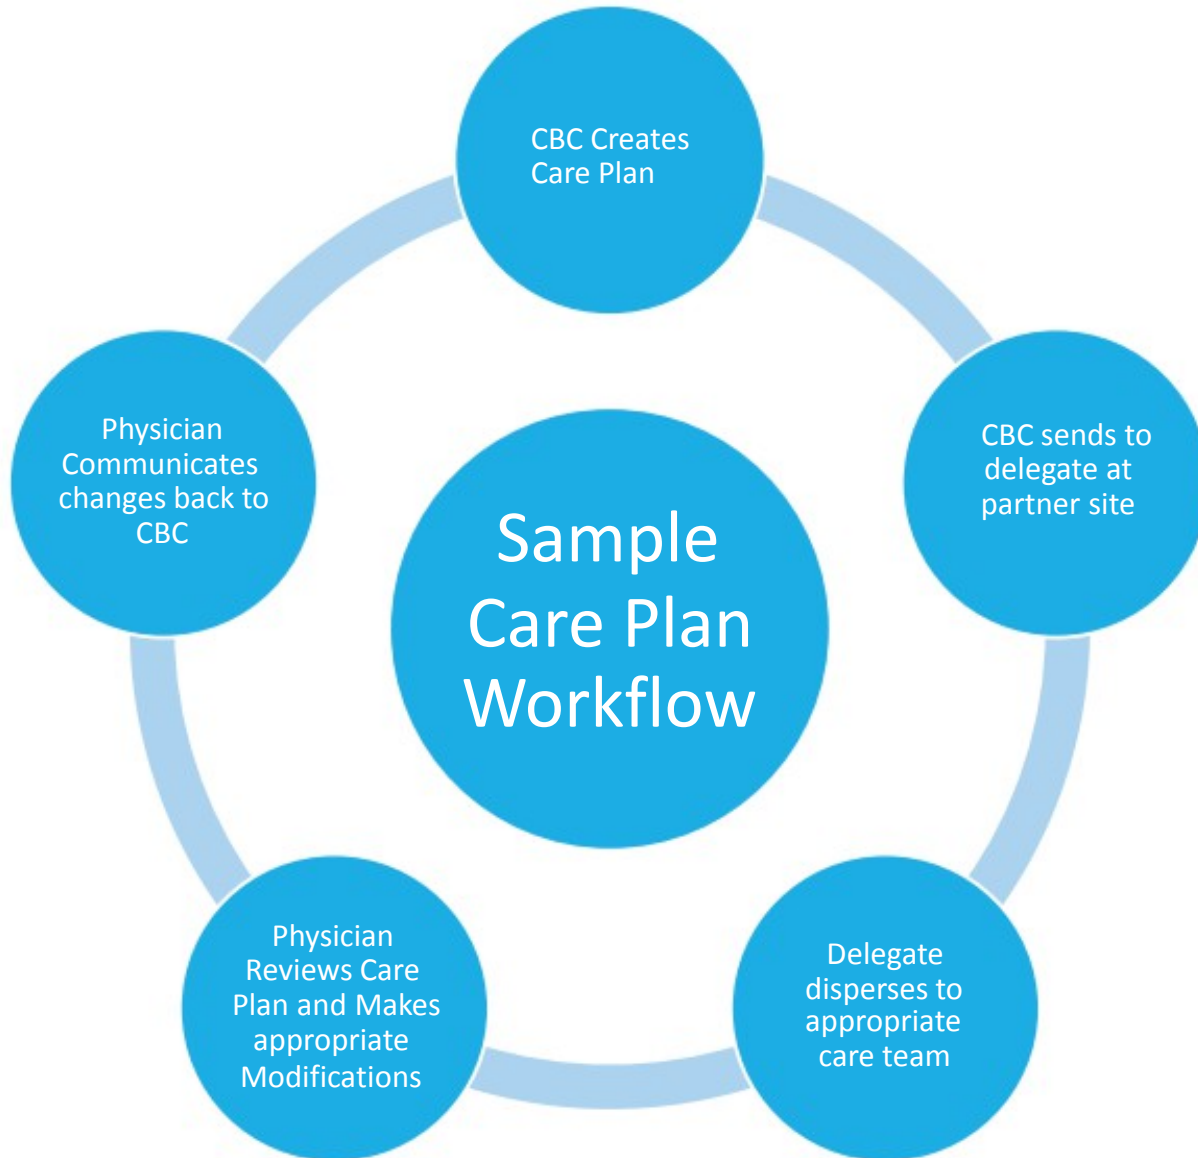 CBC Creates
Care Plan
CBC sends to
delegate at
partner site
Delegate
disperses to
appropriate
care team
Physician
Reviews Care
Plan and Makes
appropriate
Modifications
Physician
Communicates
changes back to
CBC
Sample
Care Plan
Workflow